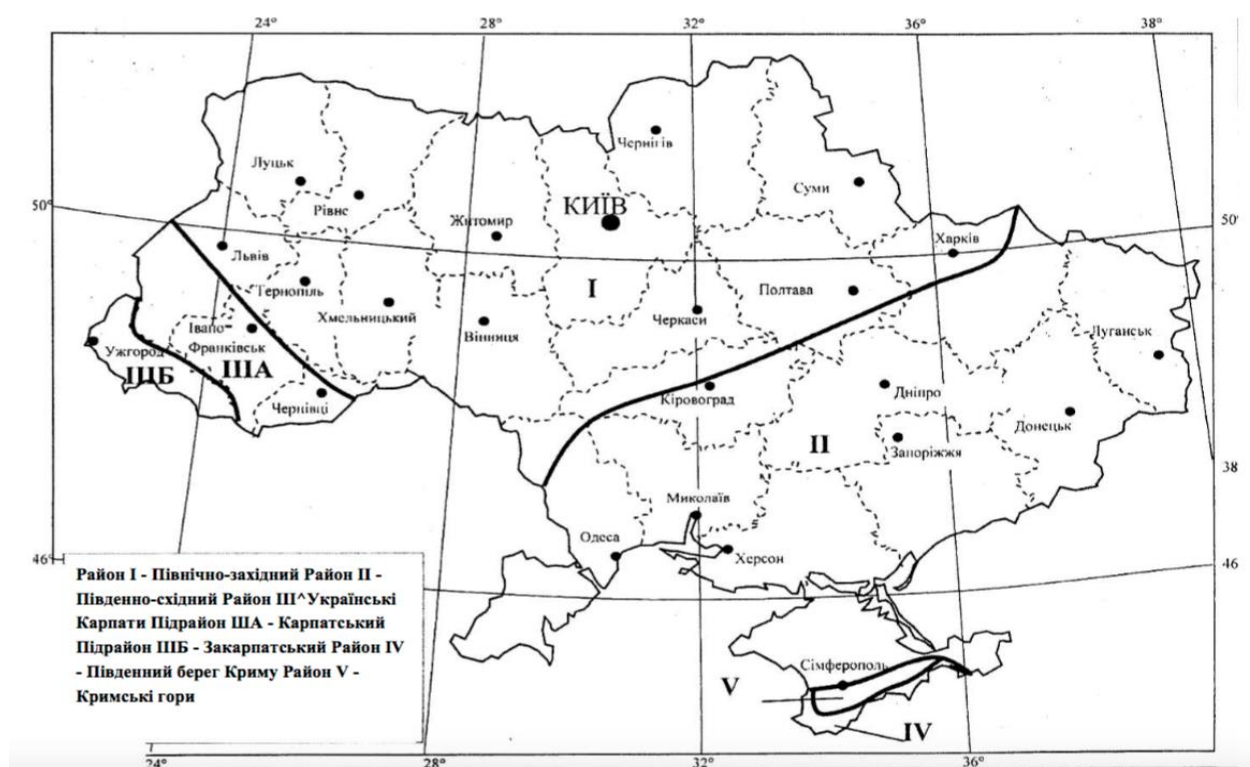 24° 28° 32° 36° 38°
Чернігів
Луцьк
Суми
Рівне
КИЇВ
50°
Житомир
50°
Харків
Львів
I
Тернопіль
Полтава
Хмельницький
Черкаси
Івано-
Вінниця
Луганськ
Ужгород
Франківськ
ІІІБ
ІІІА
Чернівці
Кіровоград
Дніпро
Донецьк
II
Запоріжжя
38
Миколаїв
Одеса
Херсон
46°
46
Район І - Північно-західний Район ІІ -
Південно-східний Район ІІІ^Українські
Карпати Підрайон ША - Карпатський
Підрайон ШБ - Закарпатський Район IV
- Південний берег Криму Район V -
Кримські гори
Сімферополь
V
IV
24° 28° 32° 36°